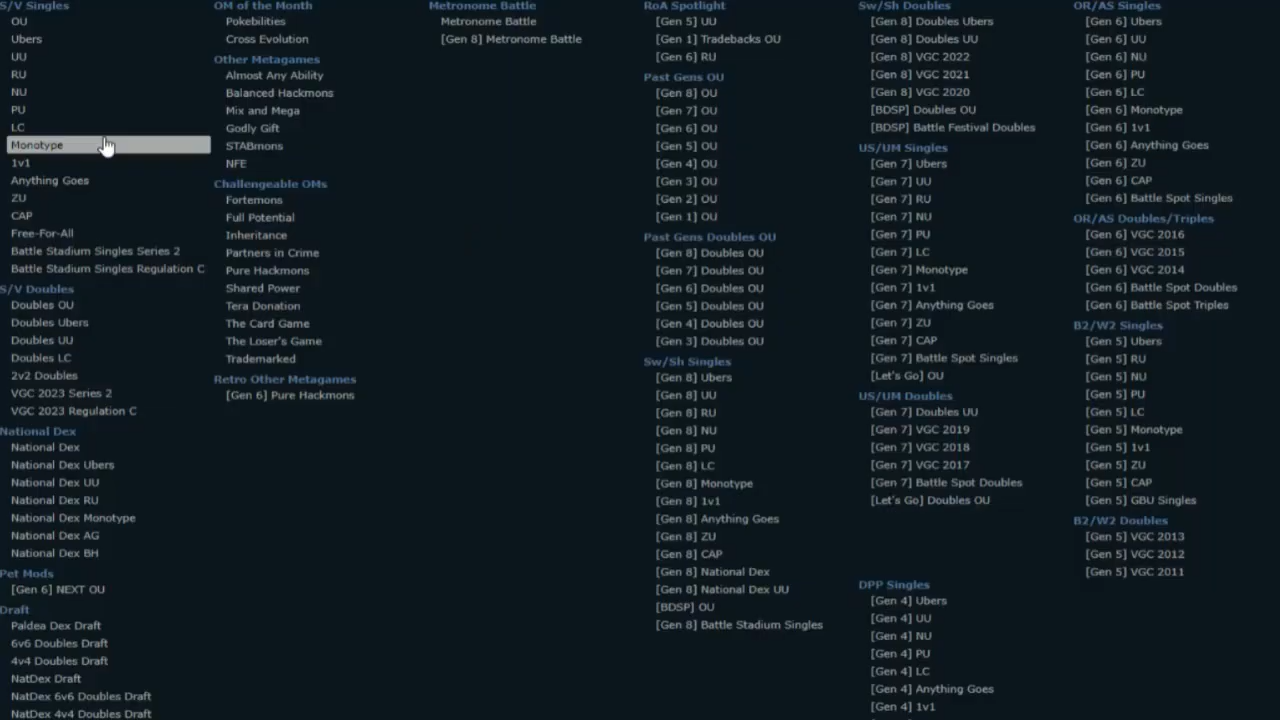 S/V Singles
OU
Ubers
UU
RU
NU
PU
LC
Monotype
1v1
Anything Goes
ZU
CAP
Free-For-All
Battle Stadium Singles Series 2
Battle Stadium Singles Regulation C
S/V Doubles
Doubles OU
Doubles Ubers
Doubles UU
Doubles LC
2v2 Doubles
VGC 2023 Series 2
VGC 2023 Regulation C
National Dex
National Dex
National Dex Ubers
National Dex UU
National Dex RU
National Dex Monotype
National Dex AG
National Dex BH
Pet Mods
[Gen 6] NEXT OU
Draft
Paldea Dex Draft
6v6 Doubles Draft
4v4 Doubles Draft
NatDex Draft
NatDex 6v6 Doubles Draft
NatDex 4v4 Doubles Draft
OM of the Month
Pokebilities
Cross Evolution
Other Metagames
Almost Any Ability
Balanced Hackmons
Mix and Mega
Godly Gift
STABmons
NFE
Challengeable OMs
Fortemons
Full Potential
Inheritance
Partners in Crime
Pure Hackmons
Shared Power
Tera Donation
The Card Game
The Loser's Game
Trademarked
Retro Other Metagames
[Gen 6] Pure Hackmons
Metronome Battle
Metronome Battle
[Gen 8] Metronome Battle
RoA Spotlight
[Gen 5] UU
[Gen 1] Tradebacks OU
[Gen 6] RU
Past Gens OU
[Gen 8] OU
[Gen 7] OU
[Gen 6] OU
[Gen 5] OU
[Gen 4] OU
[Gen 3] OU
[Gen 2] OU
[Gen 1] OU
Past Gens Doubles OU
[Gen 8] Doubles OU
[Gen 7] Doubles OU
[Gen 6] Doubles OU
[Gen 5] Doubles OU
[Gen 4] Doubles OU
[Gen 3] Doubles OU
Sw/Sh Singles
[Gen 8] Ubers
[Gen 8] UU
[Gen 8] RU
[Gen 8] NU
[Gen 8] PU
[Gen 8] LC
[Gen 8] Monotype
[Gen 8] 1v1
[Gen 8] Anything Goes
[Gen 8] ZU
[Gen 8] CAP
[Gen 8] National Dex
[Gen 8] National Dex UU
[BDSP] OU
[Gen 8] Battle Stadium Singles
Sw/Sh Doubles
[Gen 8] Doubles Ubers
[Gen 8] Doubles UU
[Gen 8] VGC 2022
[Gen 8] VGC 2021
[Gen 8] VGC 2020
[BDSP] Doubles OU
[BDSP] Battle Festival Doubles
US/UM Singles
[Gen 7] Ubers
[Gen 7] UU
[Gen 7] RU
[Gen 7] NU
[Gen 7] PU
[Gen 7] LC
[Gen 7] Monotype
[Gen 7] 1v1
[Gen 7] Anything Goes
[Gen 7] ZU
[Gen 7] CAP
[Gen 7] Battle Spot Singles
[Let's Go] OU
US/UM Doubles
[Gen 7] Doubles UU
[Gen 7] VGC 2019
[Gen 7] VGC 2018
[Gen 7] VGC 2017
[Gen 7] Battle Spot Doubles
[Let's Go] Doubles OU
DPP Singles
[Gen 4] Ubers
[Gen 4] UU
[Gen 4] NU
[Gen 4] PU
[Gen 4] LC
[Gen 4] Anything Goes
[Gen 4] 1v1
OR/AS Singles
[Gen 6] Ubers
[Gen 6] UU
[Gen 6] NU
[Gen 6] PU
[Gen 6] LC
[Gen 6] Monotype
[Gen 6] 1v1
[Gen 6] Anything Goes
[Gen 6] ZU
[Gen 6] CAP
[Gen 6] Battle Spot Singles
OR/AS Doubles/Triples
[Gen 6] VGC 2016
[Gen 6] VGC 2015
[Gen 6] VGC 2014
[Gen 6] Battle Spot Doubles
[Gen 6] Battle Spot Triples
B2/W2 Singles
[Gen 5] Ubers
[Gen 5] RU
[Gen 5] NU
[Gen 5] PU
[Gen 5] LC
[Gen 5] Monotype
[Gen 5] 1v1
[Gen 5] ZU
[Gen 5] CAP
[Gen 5] GBU Singles
B2/W2 Doubles
[Gen 5] VGC 2013
[Gen 5] VGC 2012
[Gen 5] VGC 2011